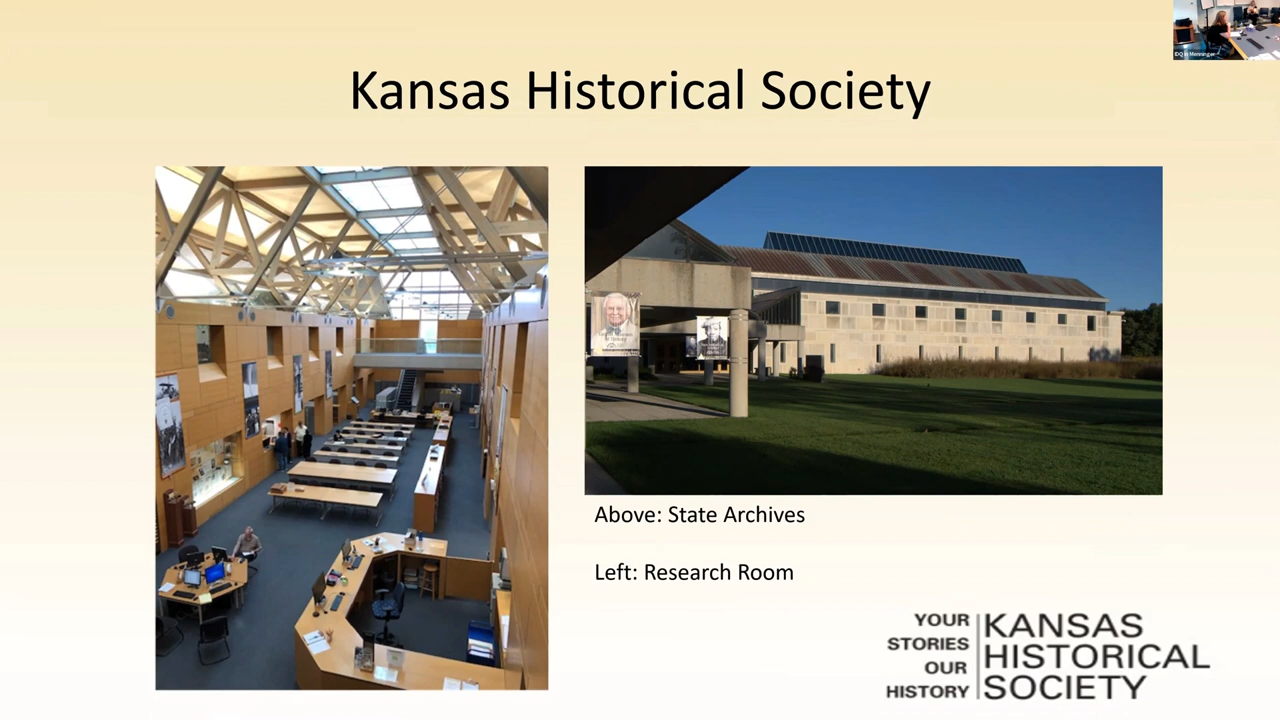 Kansas Historical Society
Above: State Archives
Left: Research Room
YOUR
STORIES
OUR
HISTORY
KANSAS
HISTORICAL
SOCIETY